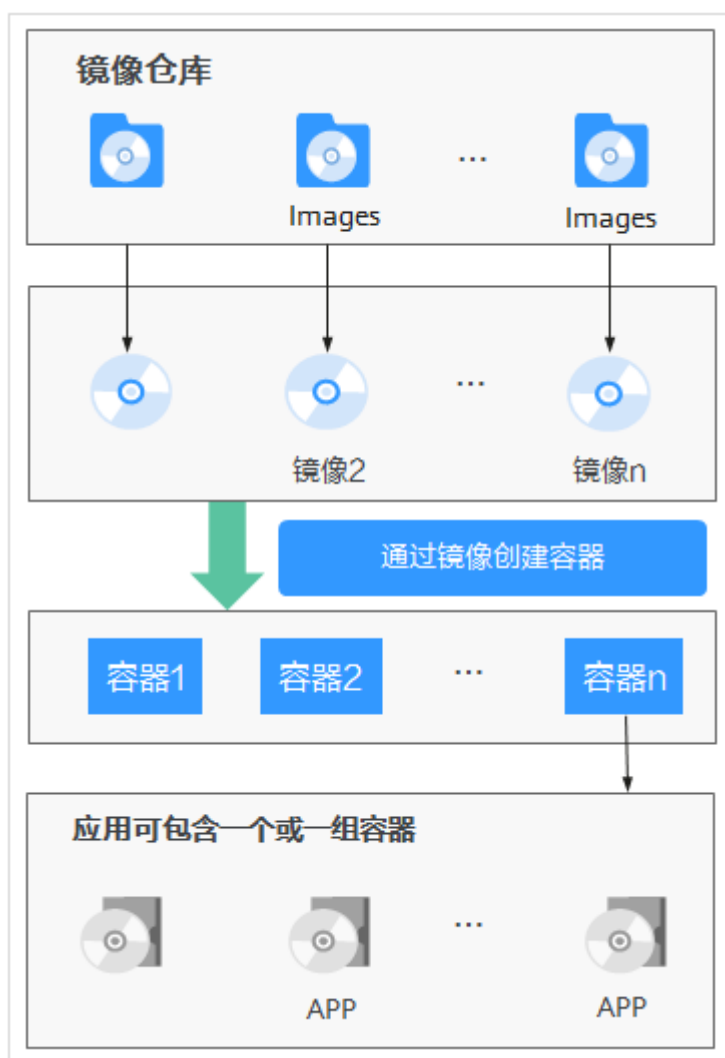 镜像仓库
...
Images
Images
...
镜像2
镜像n
通过镜像创建容器
容器1
容器2
...
容器n
应用可包含一个或一组容器
...
APP
APP